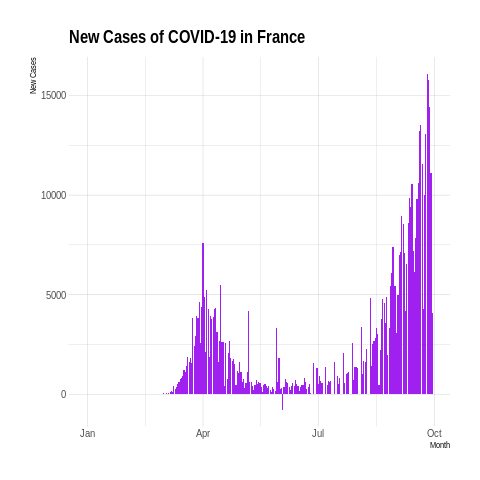 New Cases of COVID-19 in France
New Cases
15000
10000
5000
0
Jan Apr Jul Oct
Month